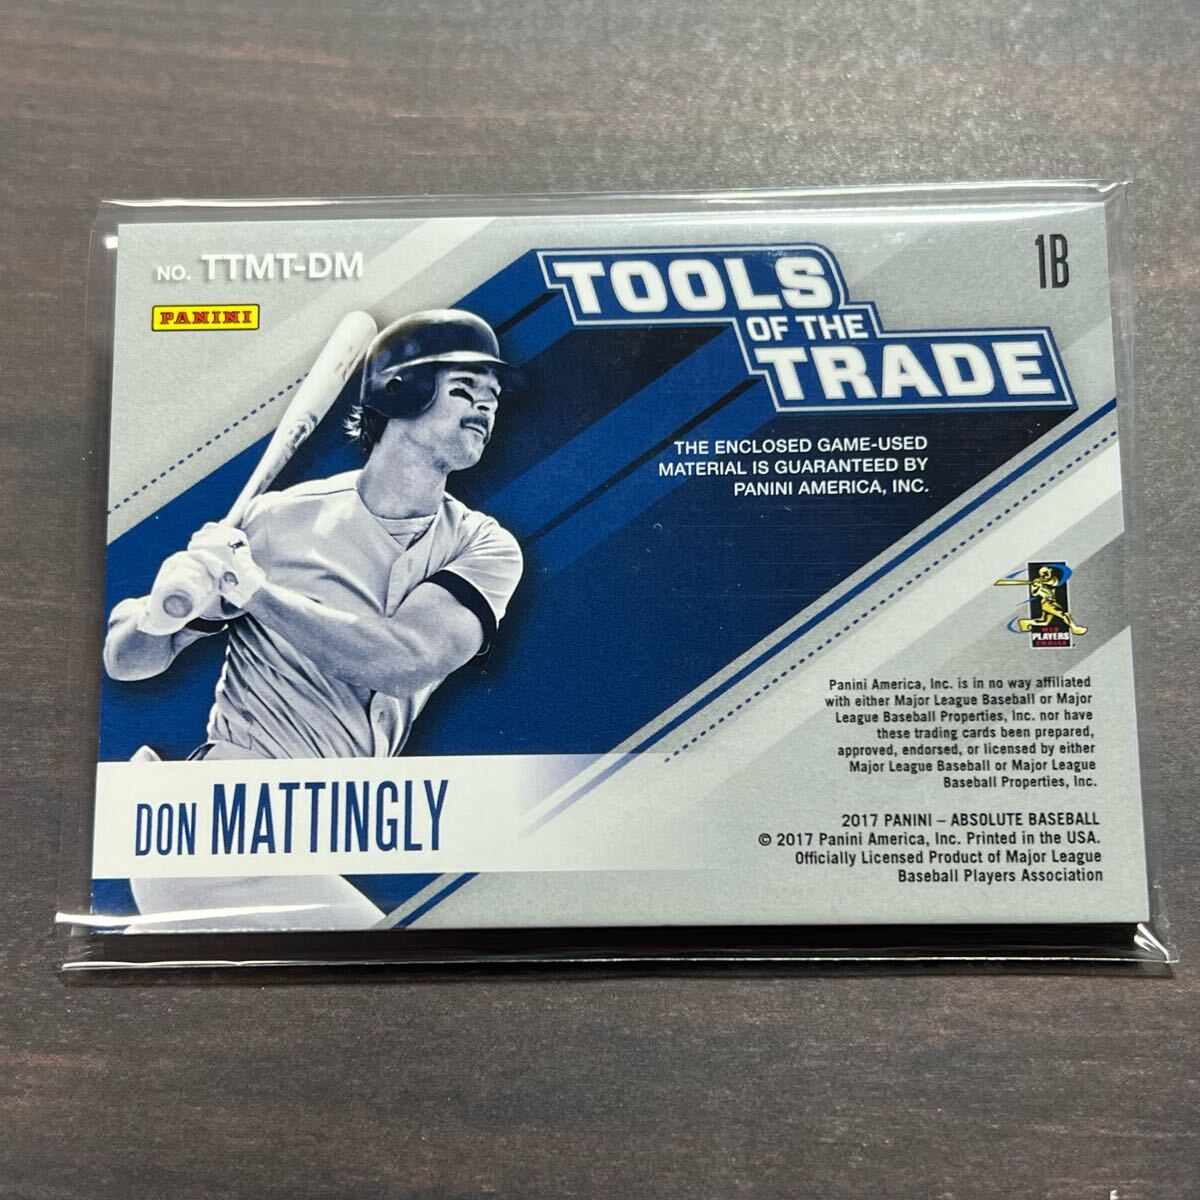 NO. TTMT-DM
PANINI
TOOLS
OF THE
TRADE
1B
THE ENCLOSED GAME-USED
MATERIAL IS GUARANTEED BY
PANINI AMERICA, INC.
MLB
PLAYERS
CHOICE
Panini America, Inc. is in no way affiliated
with either Major League Baseball or Major
League Baseball Properties, Inc. nor have
these trading cards been prepared,
approved, endorsed, or licensed by either
Major League Baseball or Major League
Baseball Properties, Inc.
DON MATTINGLY
2017 PANINI – ABSOLUTE BASEBALL
© 2017 Panini America, Inc. Printed in the USA.
Officially Licensed Product of Major League
Baseball Players Association